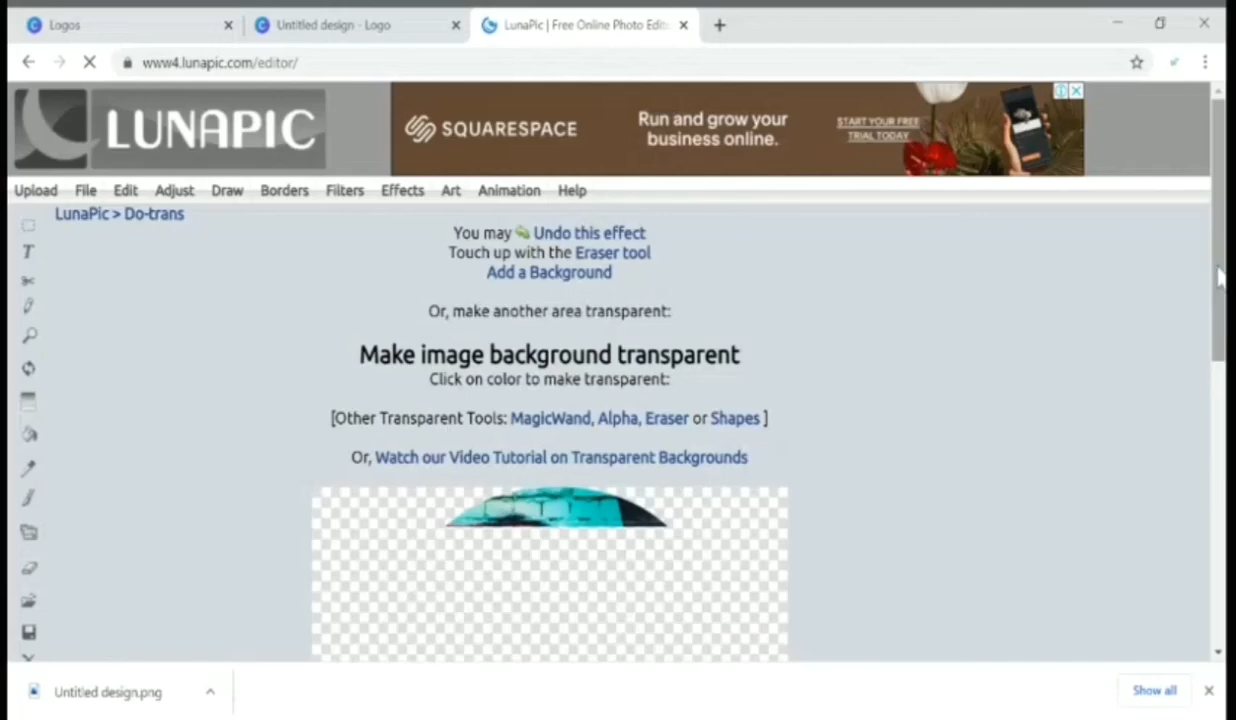 Logos
Untitled design - Logo
LunaPic | Free Online Photo Edit
www4.lunapic.com/editor/
LUNAPIC
SQUARESPACE
Run and grow your
business online.
START YOUR FREE
TRIAL TODAY
Upload File Edit Adjust Draw Borders Filters Effects Art Animation Help
LunaPic > Do-trans
You may Undo this effect
Touch up with the Eraser tool
Add a Background
Or, make another area transparent:
Make image background transparent
Click on color to make transparent:
[Other Transparent Tools: MagicWand, Alpha, Eraser or Shapes ]
Or, Watch our Video Tutorial on Transparent Backgrounds
Untitled design.png
Show all